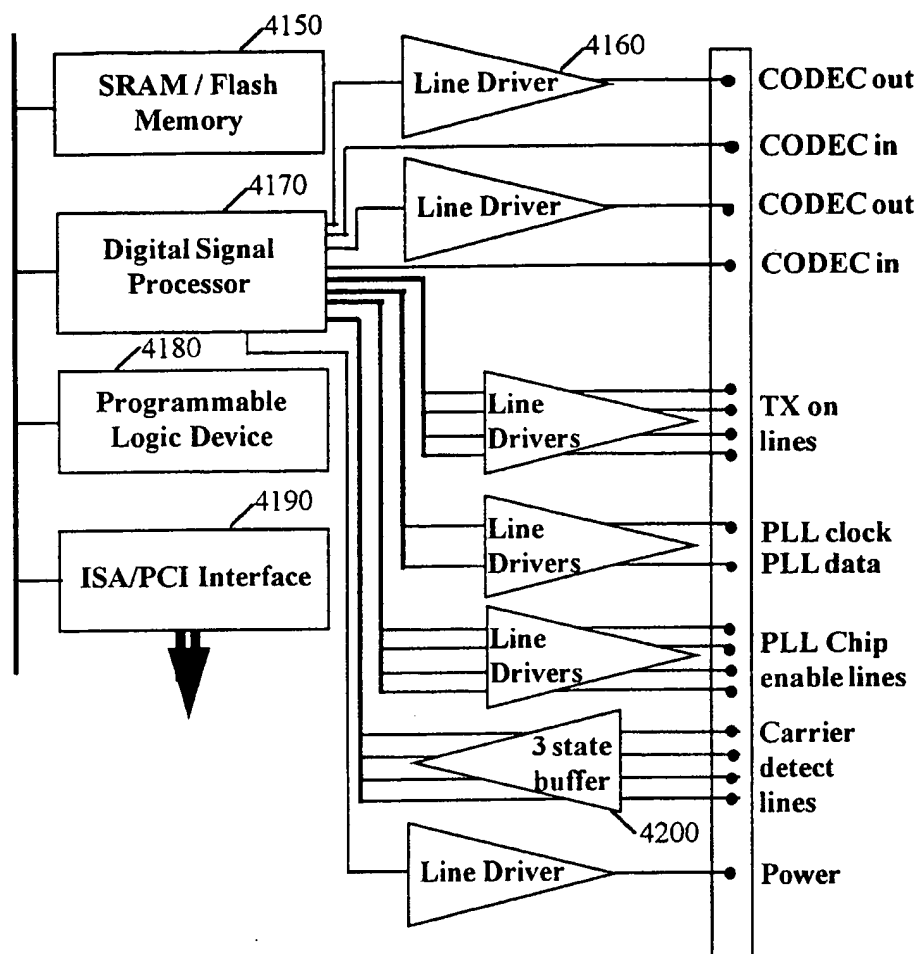 4150
SRAM / Flash
Memory
4160
Line Driver
CODEC out
CODEC in
4170
Digital Signal
Processor
Line Driver
CODEC out
CODEC in
4180
Programmable
Logic Device
Line
Drivers
TX on
lines
4190
ISA/PCI Interface
Line
Drivers
PLL clock
PLL data
Line
Drivers
PLL Chip
enable lines
3 state
buffer
4200
Carrier
detect
lines
Line Driver
Power